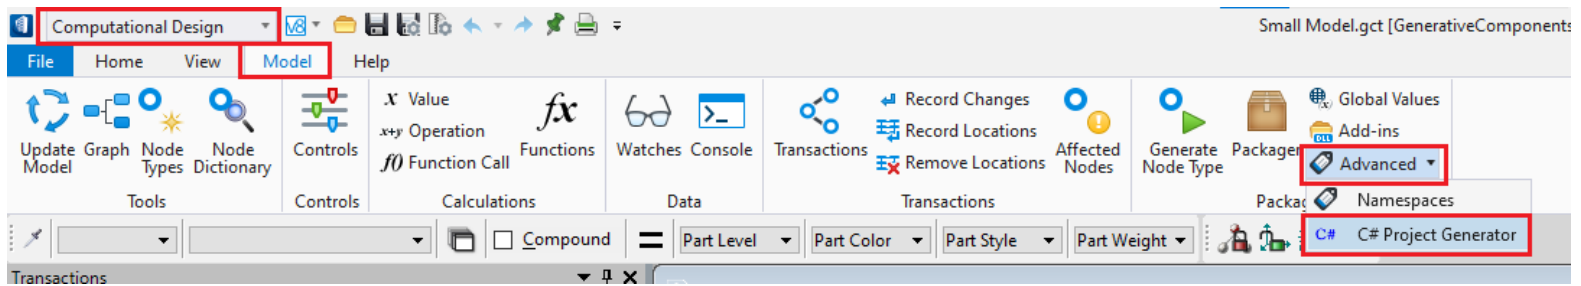 Computational Design
V8
Small Model.gct [GenerativeComponents
File Home View Model Help
Update Model
Graph
Node Types
Node Dictionary
Tools
Controls
Controls
x Value
x+y Operation
f() Function Call
fx
Functions
Calculations
Watches
Console
Data
Transactions
Record Changes
Record Locations
Remove Locations
Affected Nodes
Transactions
Generate Node Type
Packager
(x) Global Values
DLL Add-ins
Advanced
Namespaces
C# C# Project Generator
Compound
Part Level
Part Color
Part Style
Part Weight
Transactions